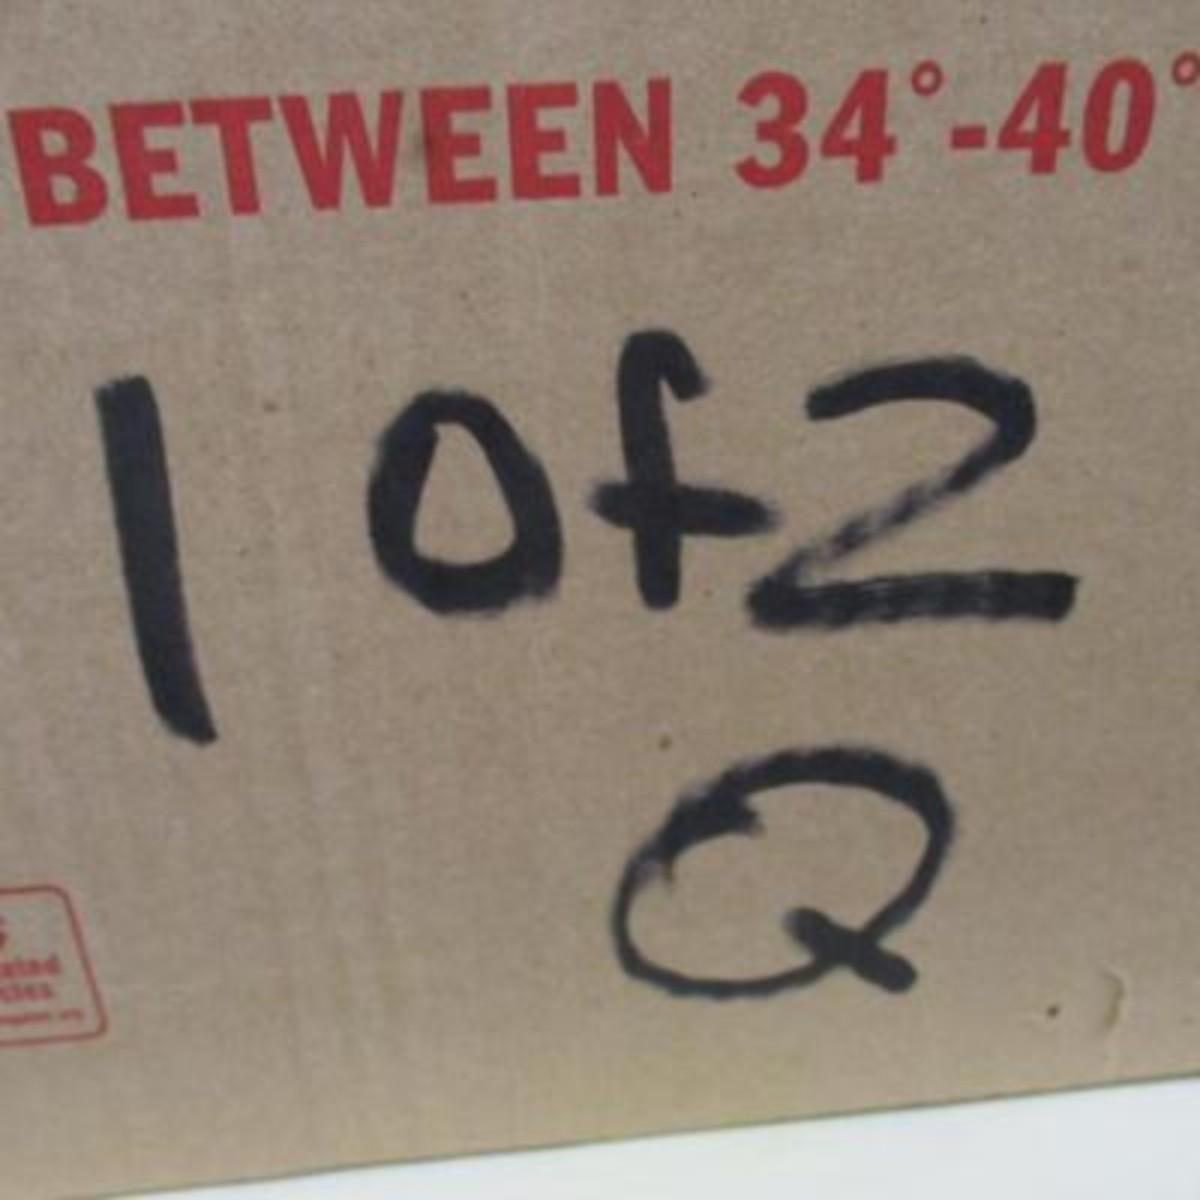 BETWEEN 34°-40°
1 of 2
Q